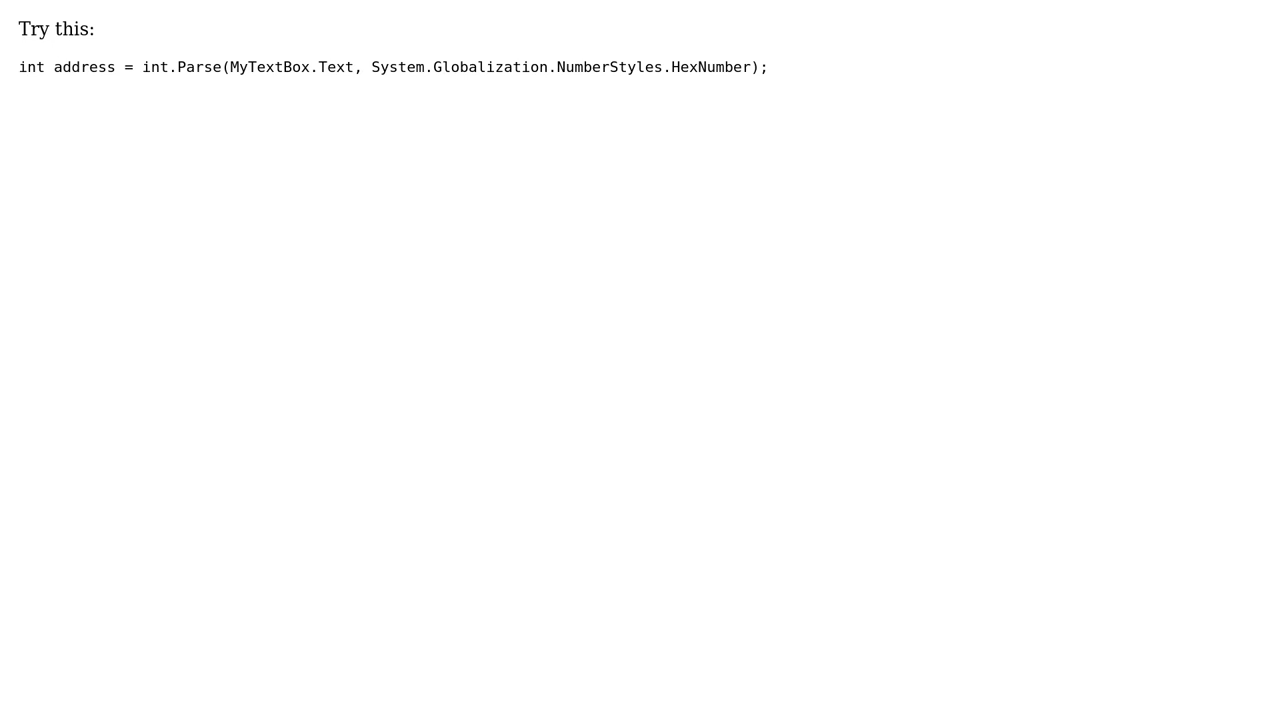 Try this:
int address = int.Parse(MyTextBox.Text, System.Globalization.NumberStyles.HexNumber);